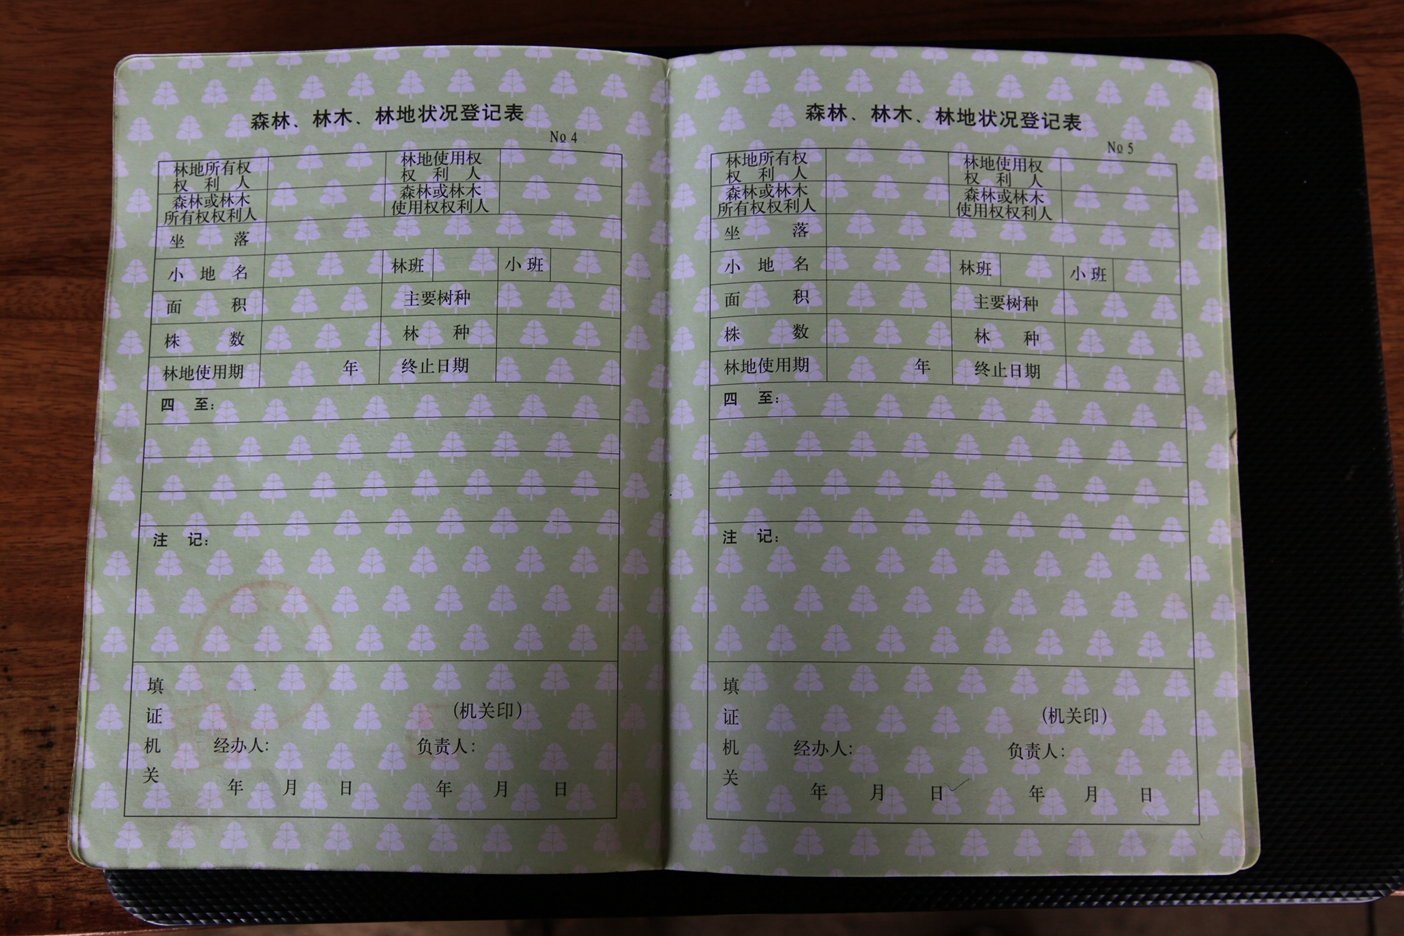 森林、林木、林地状况登记表
No 4
林地所有权 林地使用权
权 利 人 权 利 人
森林或林木 森林或林木
所有权权利人 使用权权利人
坐 落
小 地 名 林班 小 班
面 积 主要树种
株 数 林 种
林地使用期 年 终止日期
四 至：
注 记：
填
证 (机关印)
机 经办人： 负责人：
关
年 月 日 年 月 日
森林、林木、林地状况登记表
No 5
林地所有权 林地使用权
权 利 人 权 利 人
森林或林木 森林或林木
所有权权利人 使用权权利人
坐 落
小 地 名 林班 小 班
面 积 主要树种
株 数 林 种
林地使用期 年 终止日期
四 至：
注 记：
填
证 (机关印)
机 经办人： 负责人：
关
年 月 日 年 月 日